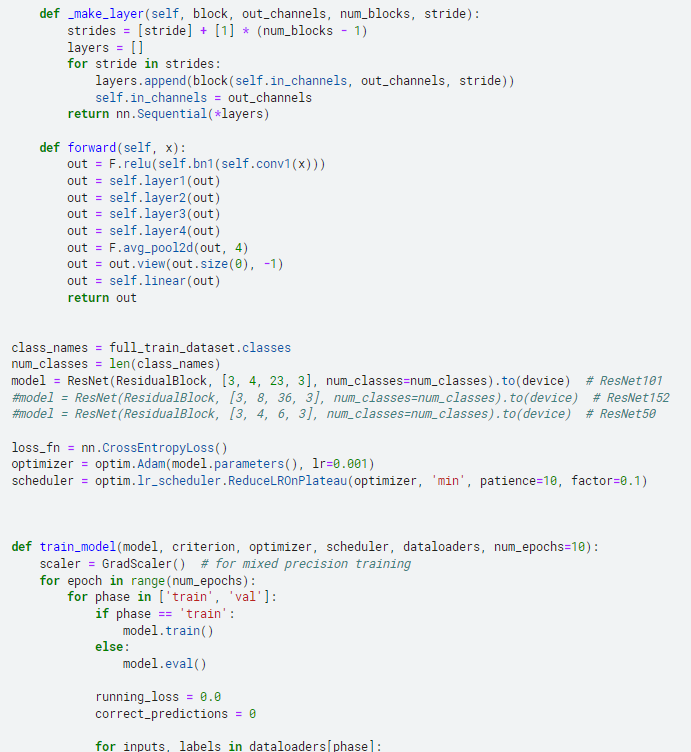 def _make_layer(self, block, out_channels, num_blocks, stride):
strides = [stride] + [1] * (num_blocks - 1)
layers = []
for stride in strides:
layers.append(block(self.in_channels, out_channels, stride))
self.in_channels = out_channels
return nn.Sequential(*layers)
def forward(self, x):
out = F.relu(self.bn1(self.conv1(x)))
out = self.layer1(out)
out = self.layer2(out)
out = self.layer3(out)
out = self.layer4(out)
out = F.avg_pool2d(out, 4)
out = out.view(out.size(0), -1)
out = self.linear(out)
return out
class_names = full_train_dataset.classes
num_classes = len(class_names)
model = ResNet(ResidualBlock, [3, 4, 23, 3], num_classes=num_classes).to(device)  # ResNet101
#model = ResNet(ResidualBlock, [3, 8, 36, 3], num_classes=num_classes).to(device)  # ResNet152
#model = ResNet(ResidualBlock, [3, 4, 6, 3], num_classes=num_classes).to(device)  # ResNet50
loss_fn = nn.CrossEntropyLoss()
optimizer = optim.Adam(model.parameters(), lr=0.001)
scheduler = optim.lr_scheduler.ReduceLROnPlateau(optimizer, 'min', patience=10, factor=0.1)
def train_model(model, criterion, optimizer, scheduler, dataloaders, num_epochs=10):
scaler = GradScaler()  # for mixed precision training
for epoch in range(num_epochs):
for phase in ['train', 'val']:
if phase == 'train':
model.train()
else:
model.eval()
running_loss = 0.0
correct_predictions = 0
for inputs, labels in dataloaders[phase]: